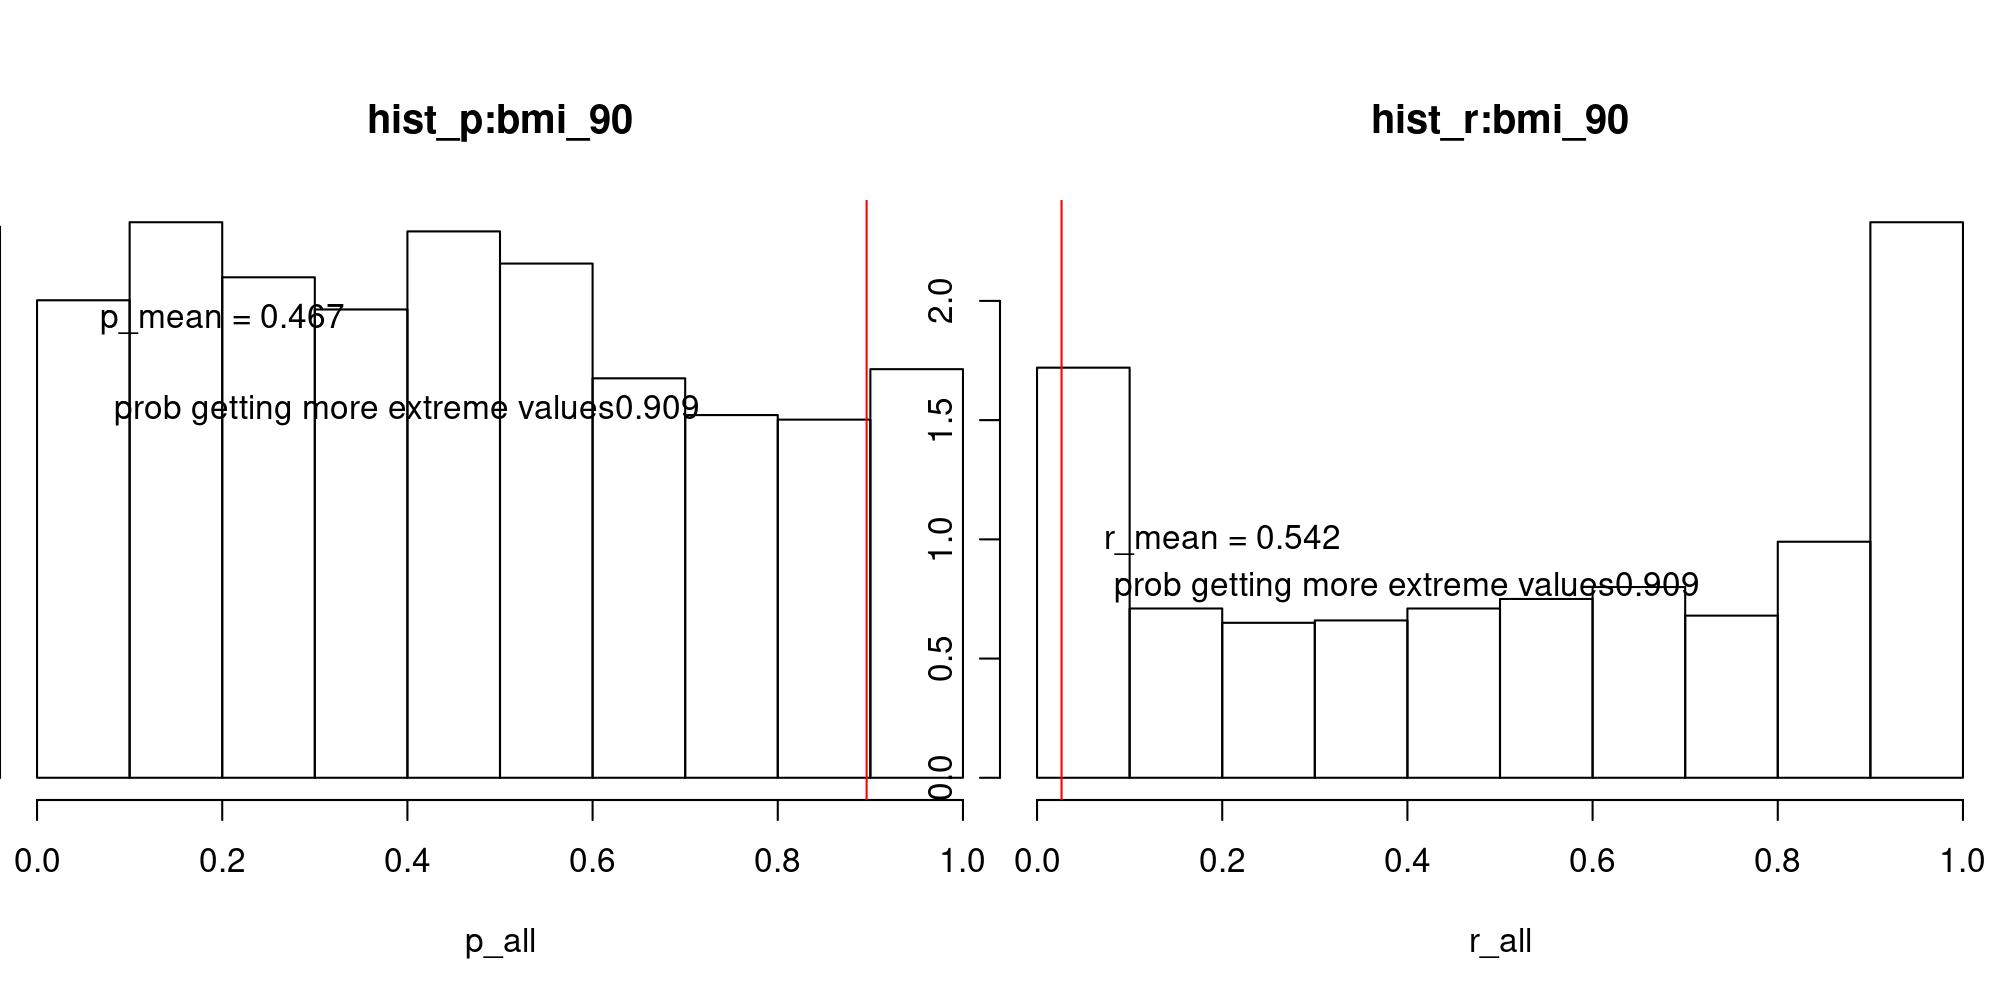 hist_p:bmi_90
p_mean = 0.467
prob getting more extreme values0.909
0.0 0.2 0.4 0.6 0.8 1.0
p_all
hist_r:bmi_90
2.0
1.5
1.0
0.5
0.0
r_mean = 0.542
prob getting more extreme values0.909
0.0 0.2 0.4 0.6 0.8 1.0
r_all